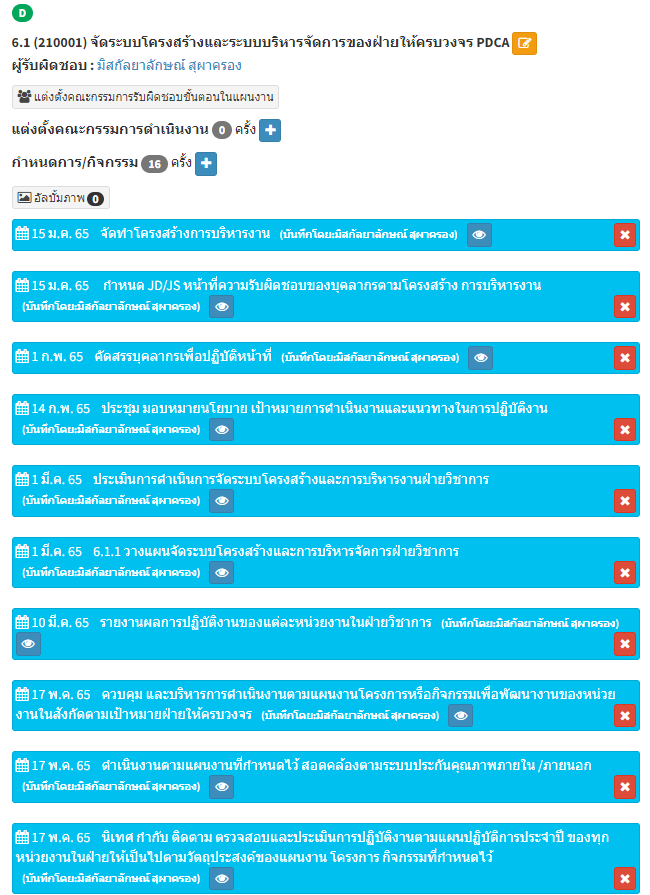 D
6.1 (210001) จัดระบบโครงสร้างและระบบบริหารจัดการของฝ่ายให้ครบวงจร PDCA
ผู้รับผิดชอบ : มิสกัลยาลักษณ์ สุผาครอง
แต่งตั้งคณะกรรมการรับผิดชอบขั้นตอนในแผนงาน
แต่งตั้งคณะกรรมการดำเนินงาน 0 ครั้ง
กำหนดการ/กิจกรรม 16 ครั้ง
อัลบั้มภาพ 0
15 ม.ค. 65 จัดทำโครงสร้างการบริหารงาน (บันทึกโดย:มิสกัลยาลักษณ์ สุผาครอง)
15 ม.ค. 65 กำหนด JD/JS หน้าที่ความรับผิดชอบของบุคลากรตามโครงสร้าง การบริหารงาน
(บันทึกโดย:มิสกัลยาลักษณ์ สุผาครอง)
1 ก.พ. 65 คัดสรรบุคลากรเพื่อปฏิบัติหน้าที่ (บันทึกโดย:มิสกัลยาลักษณ์ สุผาครอง)
14 ก.พ. 65 ประชุม มอบหมายนโยบาย เป้าหมายการดำเนินงานและแนวทางในการปฏิบัติงาน
(บันทึกโดย:มิสกัลยาลักษณ์ สุผาครอง)
1 มี.ค. 65 ประเมินการดำเนินการจัดระบบโครงสร้างและการบริหารงานฝ่ายวิชาการ
(บันทึกโดย:มิสกัลยาลักษณ์ สุผาครอง)
1 มี.ค. 65 6.1.1 วางแผนจัดระบบโครงสร้างและการบริหารจัดการฝ่ายวิชาการ
(บันทึกโดย:มิสกัลยาลักษณ์ สุผาครอง)
10 มี.ค. 65 รายงานผลการปฏิบัติงานของแต่ละหน่วยงานในฝ่ายวิชาการ (บันทึกโดย:มิสกัลยาลักษณ์ สุผาครอง)
17 พ.ค. 65 ควบคุม และบริหารการดำเนินงานตามแผนงานโครงการหรือกิจกรรมเพื่อพัฒนางานของหน่วย
งานในสังกัดตามเป้าหมายฝ่ายให้ครบวงจร (บันทึกโดย:มิสกัลยาลักษณ์ สุผาครอง)
17 พ.ค. 65 ดำเนินงานตามแผนงานที่กำหนดไว้ สอดคล้องตามระบบประกันคุณภาพภายใน /ภายนอก
(บันทึกโดย:มิสกัลยาลักษณ์ สุผาครอง)
17 พ.ค. 65 นิเทศ กำกับ ติดตาม ตรวจสอบและประเมินการปฏิบัติงานตามแผนปฏิบัติการประจำปี ของทุก
หน่วยงานในฝ่ายให้เป็นไปตามวัตถุประสงค์ของแผนงาน โครงการ กิจกรรมที่กำหนดไว้
(บันทึกโดย:มิสกัลยาลักษณ์ สุผาครอง)